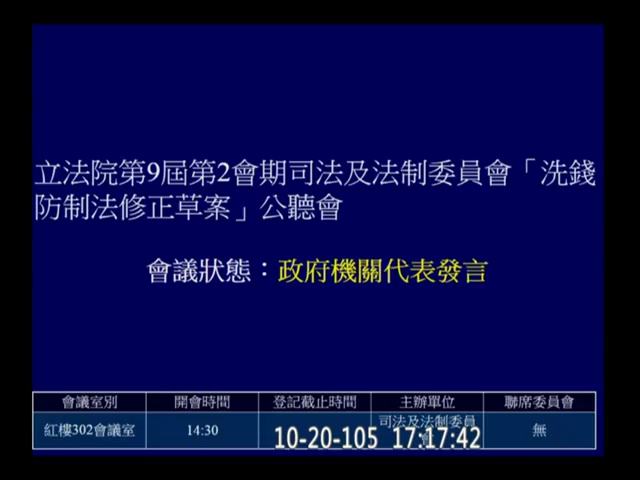 立法院第9屆第2會期司法及法制委員會「洗錢
防制法修正草案」公聽會
會議狀態：政府機關代表發言
會議室別 開會時間 登記截止時間 主辦單位 聯席委員會
紅樓302會議室 14:30 司法及法制委員 無
10-20-105 17:17:42